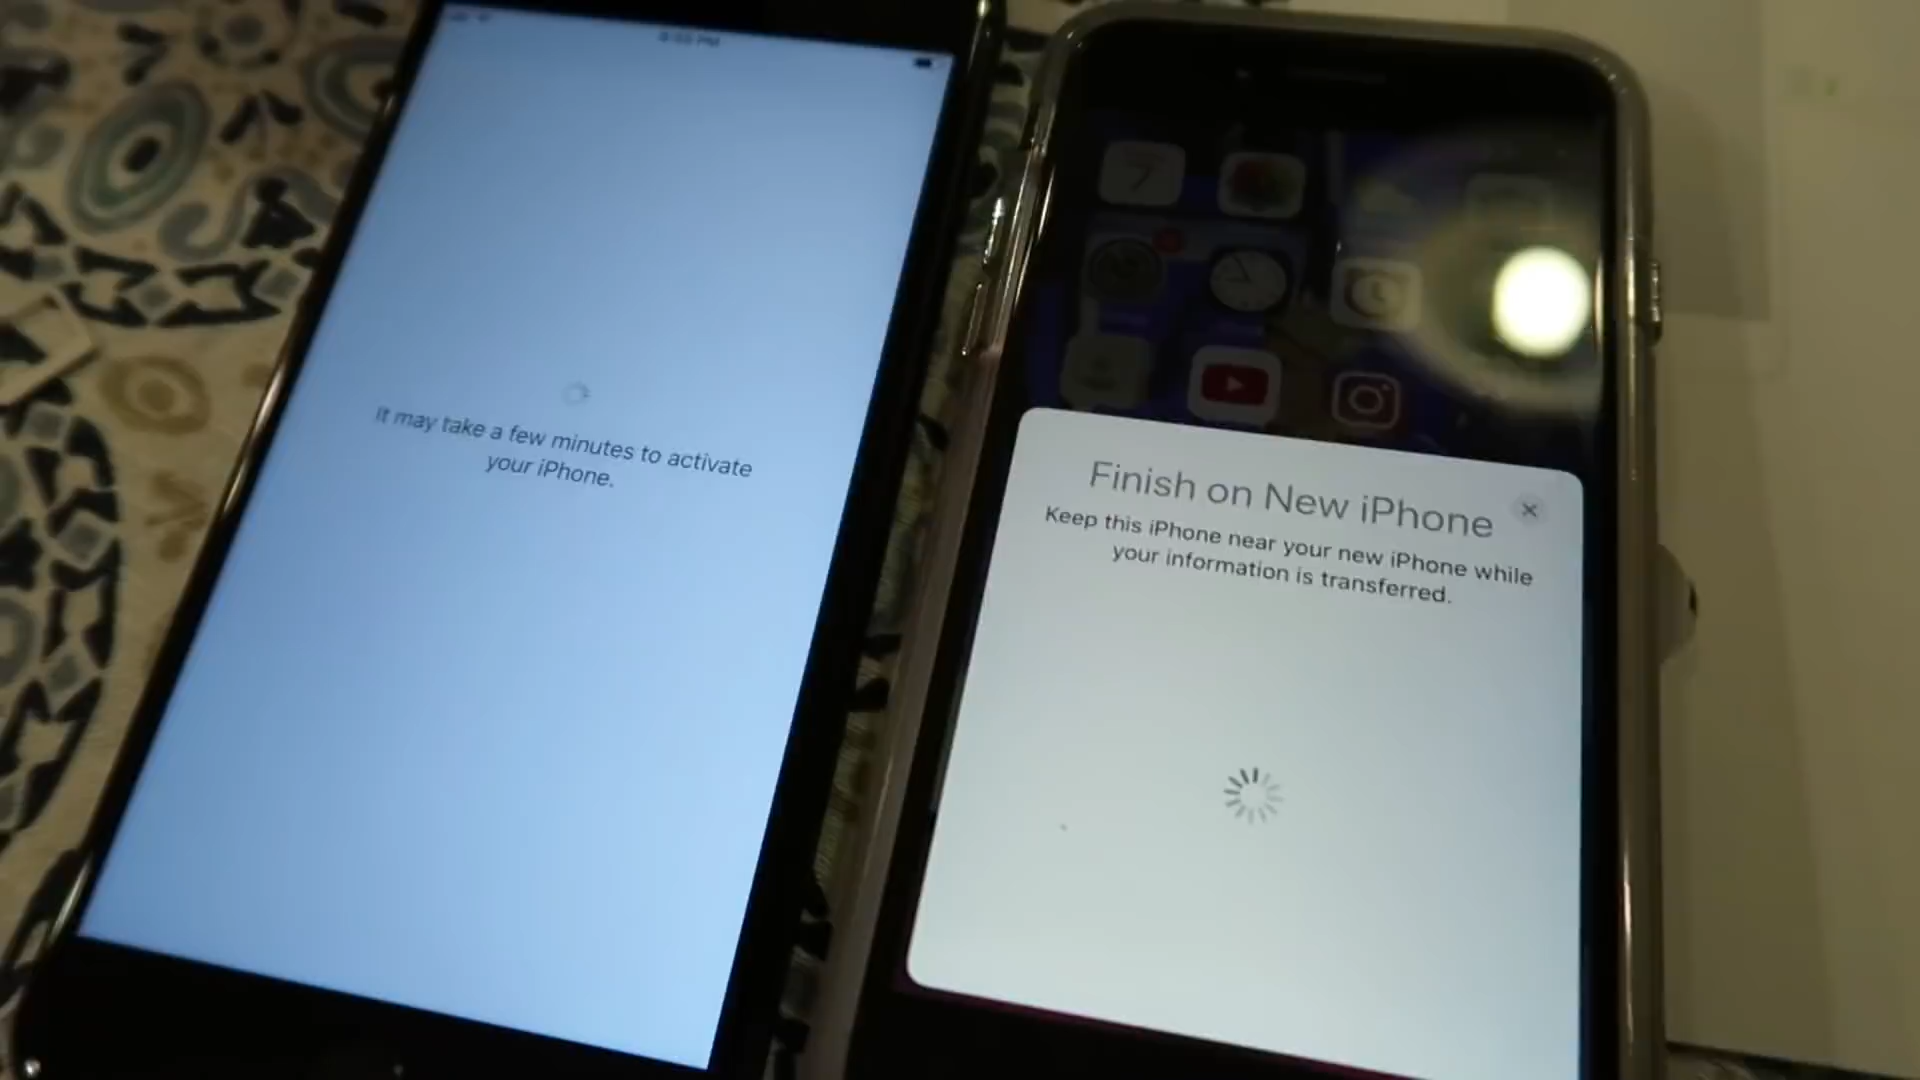 It may take a few minutes to activate
your iPhone.
Finish on New iPhone
Keep this iPhone near your new iPhone while
your information is transferred.